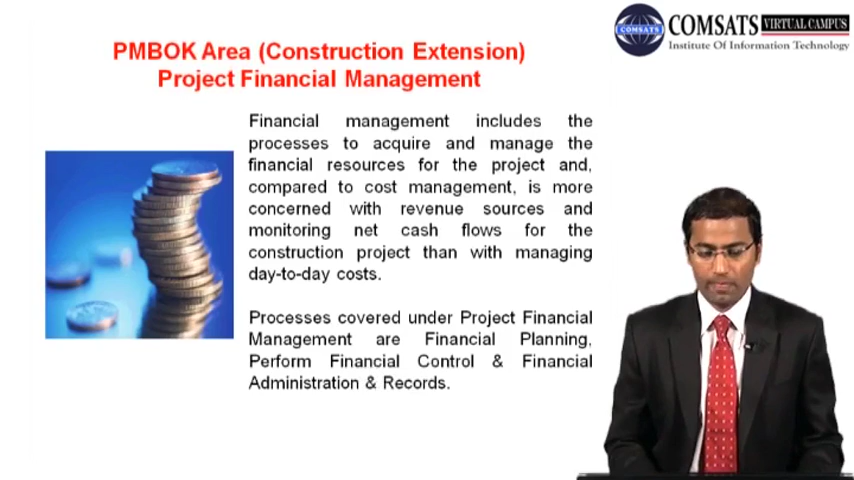 PMBOK Area (Construction Extension)
Project Financial Management
COMSATS VIRTUAL CAMPUS
Institute Of Information Technology
COMSATS
Financial management includes the
processes to acquire and manage the
financial resources for the project and,
compared to cost management, is more
concerned with revenue sources and
monitoring net cash flows for the
construction project than with managing
day-to-day costs.
Processes covered under Project Financial
Management are Financial Planning,
Perform Financial Control & Financial
Administration & Records.